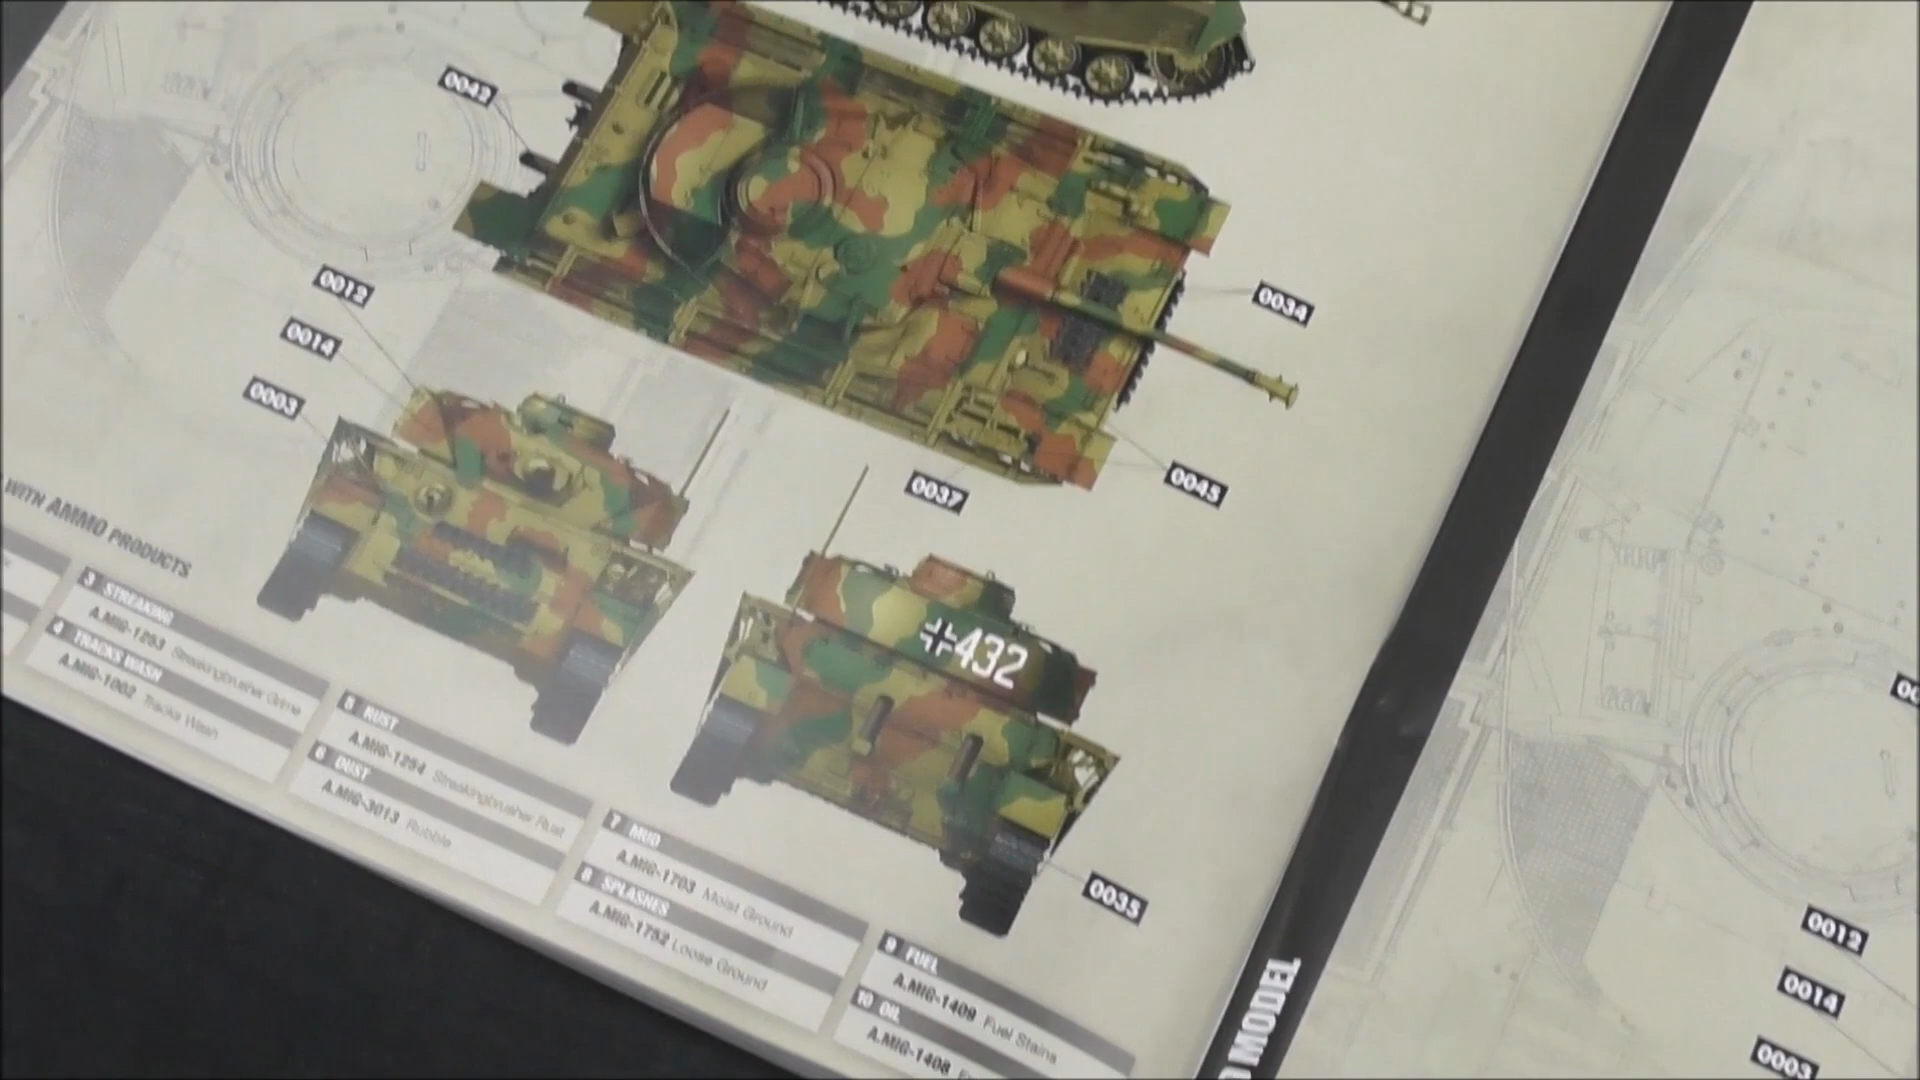 0042
0034
0012
0014
0003
0037
0045
432
0035
WITH AMMO PRODUCTS
3 STREAKING
A.MIG-1253 Streakingbrusher Grime
4 TRACKS WASH
A.MIG-1002 Tracks Wash
5 RUST
A.MIG-1254 Streakingbrusher Rust
6 DUST
A.MIG-3013 Rubble
7 MUD
A.MIG-1703 Moist Ground
8 SPLASHES
A.MIG-1752 Loose Ground
9 FUEL
A.MIG-1409 Fuel Stains
10 OIL
A.MIG-1408
MODEL
0012
0014
0003